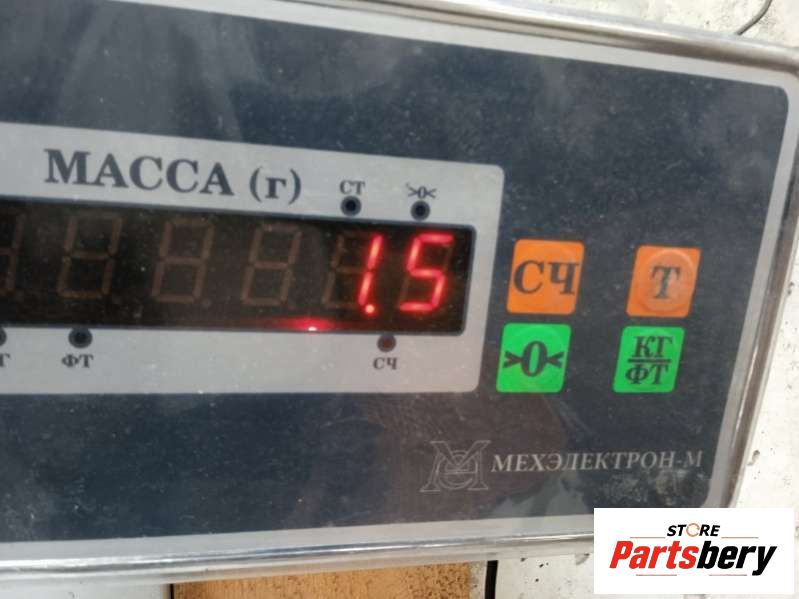 МАССА (г)
СТ >0<
1.5
ФТ СЧ
СЧ Т
>0< КГ
ФТ
МЕХЭЛЕКТРОН-М
STORE
Partsbery